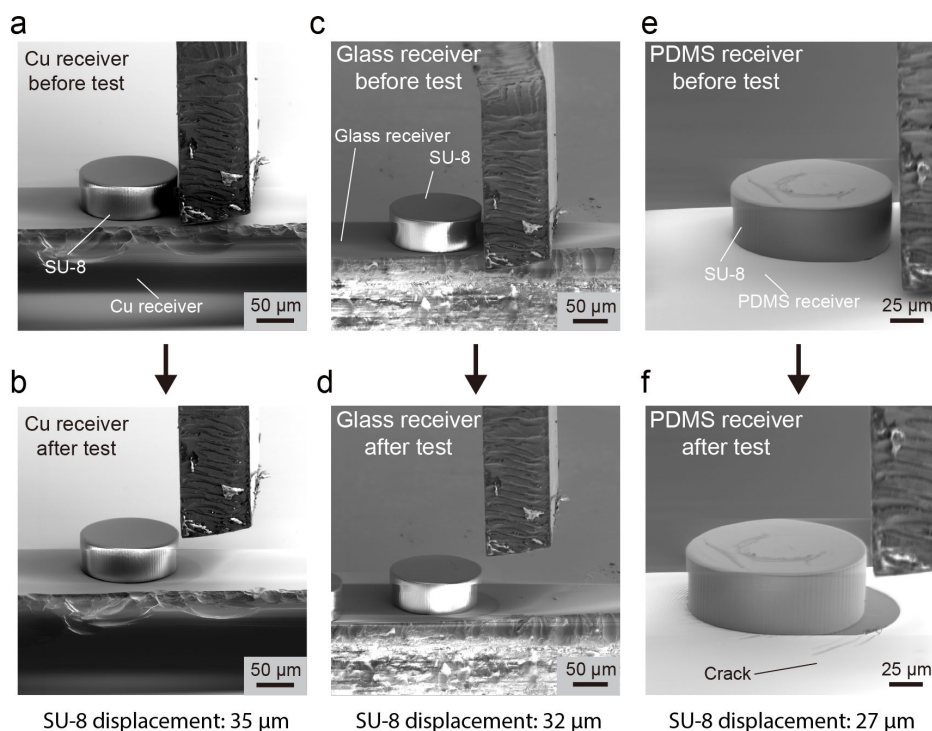 a
Cu receiver
before test
SU-8
Cu receiver
50 µm
c
Glass receiver
before test
Glass receiver
SU-8
50 µm
e
PDMS receiver
before test
SU-8
PDMS receiver
25 µm
b
Cu receiver
after test
50 µm
SU-8 displacement: 35 µm
d
Glass receiver
after test
50 µm
SU-8 displacement: 32 µm
f
PDMS receiver
after test
Crack
25 µm
SU-8 displacement: 27 µm